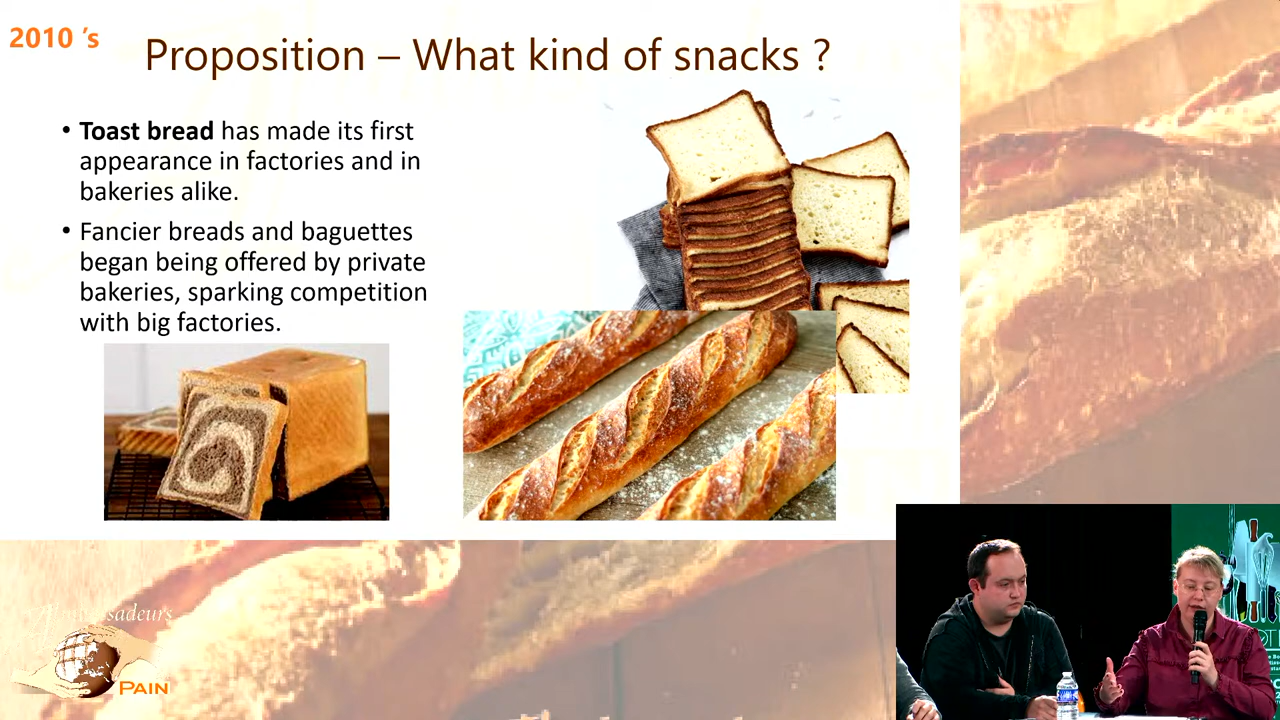 2010 ’s
Proposition – What kind of snacks ?
• Toast bread has made its first
appearance in factories and in
bakeries alike.
• Fancier breads and baguettes
began being offered by private
bakeries, sparking competition
with big factories.
PAIN